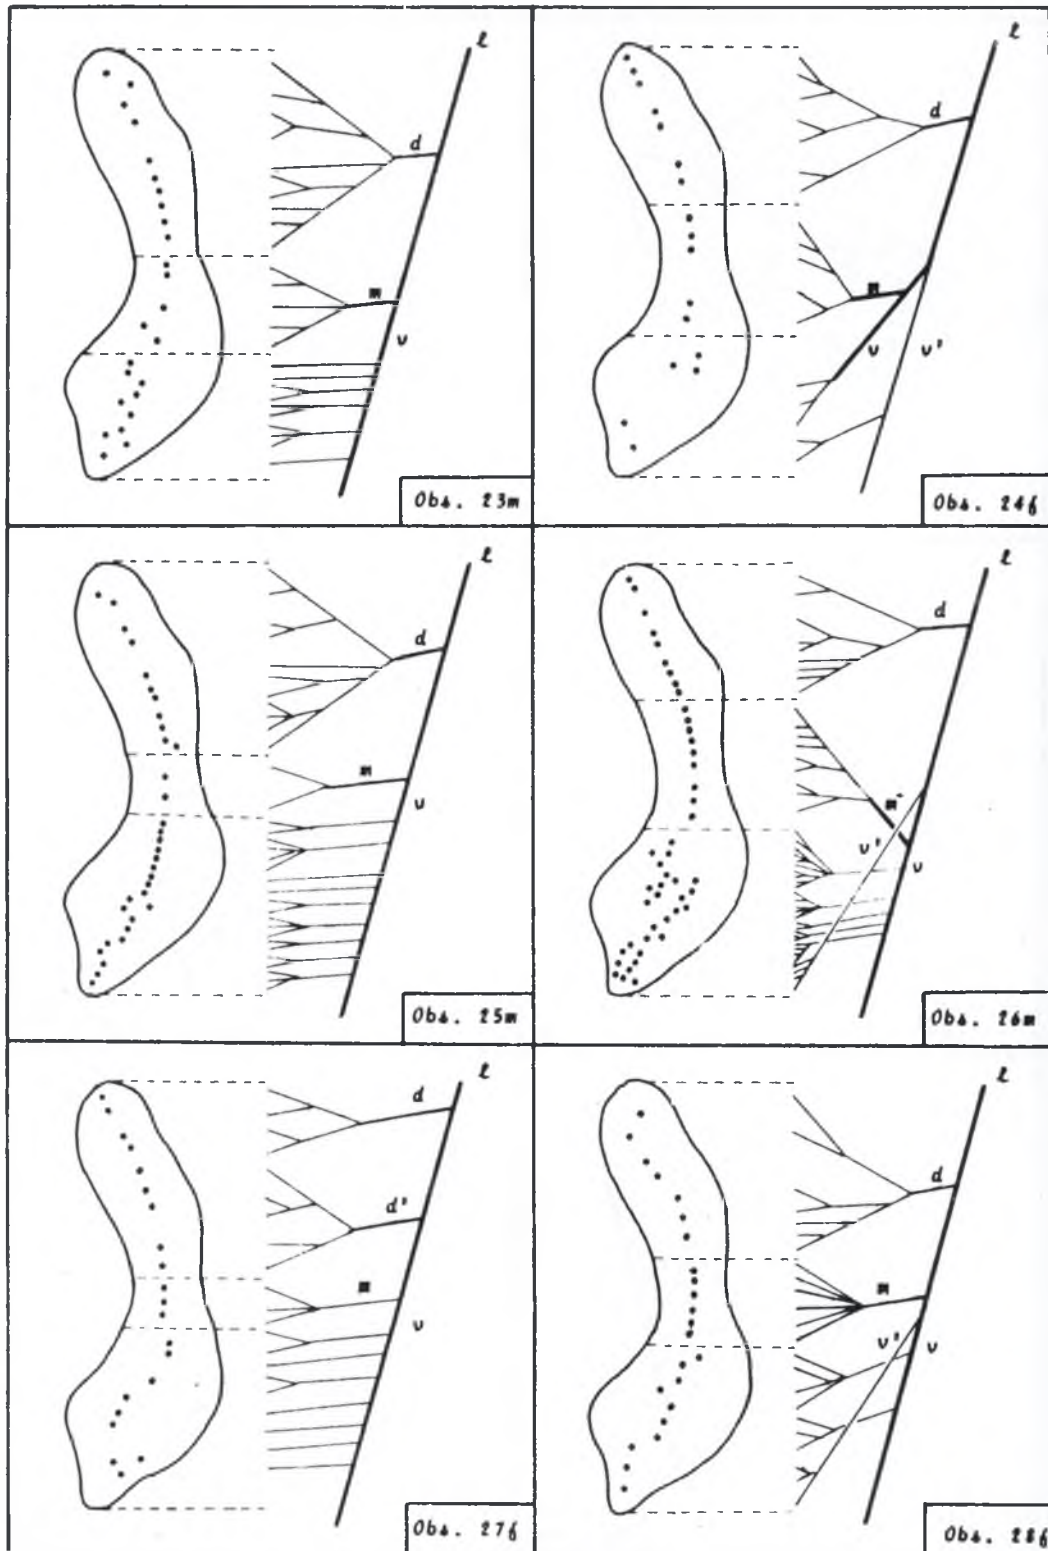 l
d
m
v
Obs. 23m
l
d
m
v
v'
Obs. 24f
l
d
m
v
Obs. 25m
l
d
m'
v'
v
Obs. 26m
l
d
d'
m
v
Obs. 27f
l
d
m
v'
v
Obs. 28f